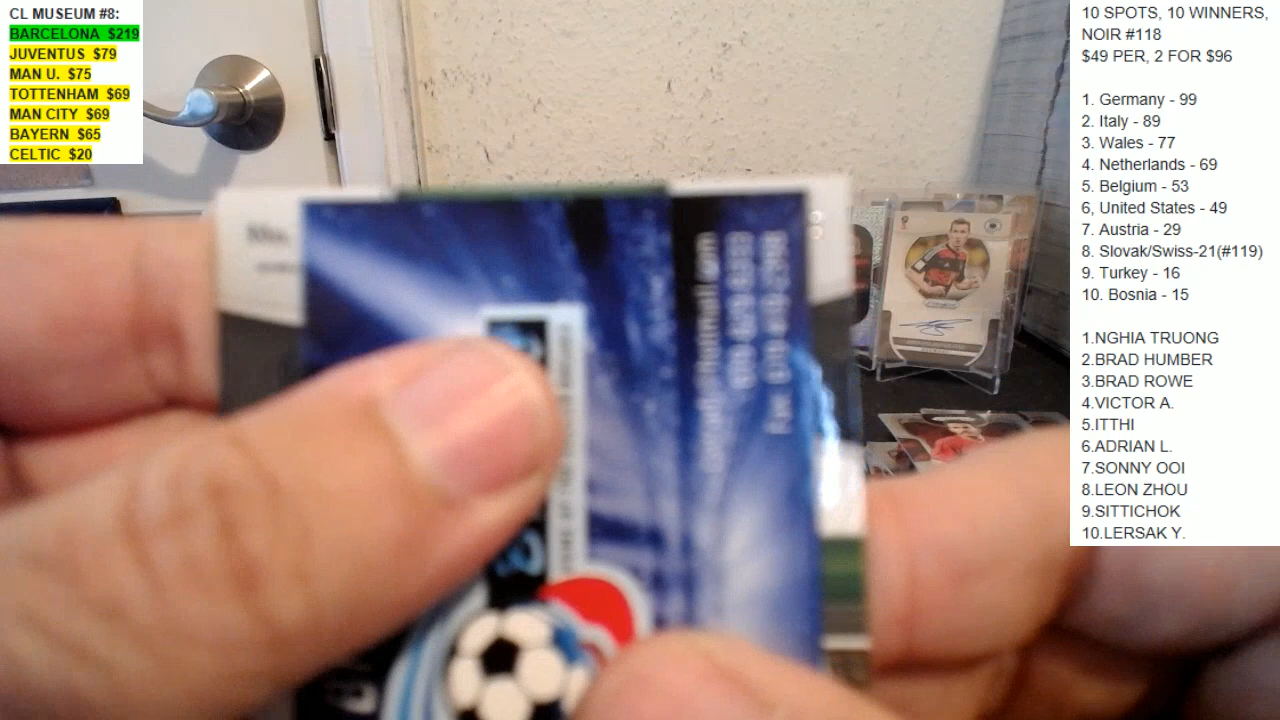 CL MUSEUM #8:
BARCELONA $219
JUVENTUS $79
MAN U. $75
TOTTENHAM $69
MAN CITY $69
BAYERN $65
CELTIC $20
10 SPOTS, 10 WINNERS,
NOIR #118
$49 PER, 2 FOR $96
1. Germany - 99
2. Italy - 89
3. Wales - 77
4. Netherlands - 69
5. Belgium - 53
6, United States - 49
7. Austria - 29
8. Slovak/Swiss-21(#119)
9. Turkey - 16
10. Bosnia - 15
1.NGHIA TRUONG
2.BRAD HUMBER
3.BRAD ROWE
4.VICTOR A.
5.ITTHI
6.ADRIAN L.
7.SONNY OOI
8.LEON ZHOU
9.SITTICHOK
10.LERSAK Y.